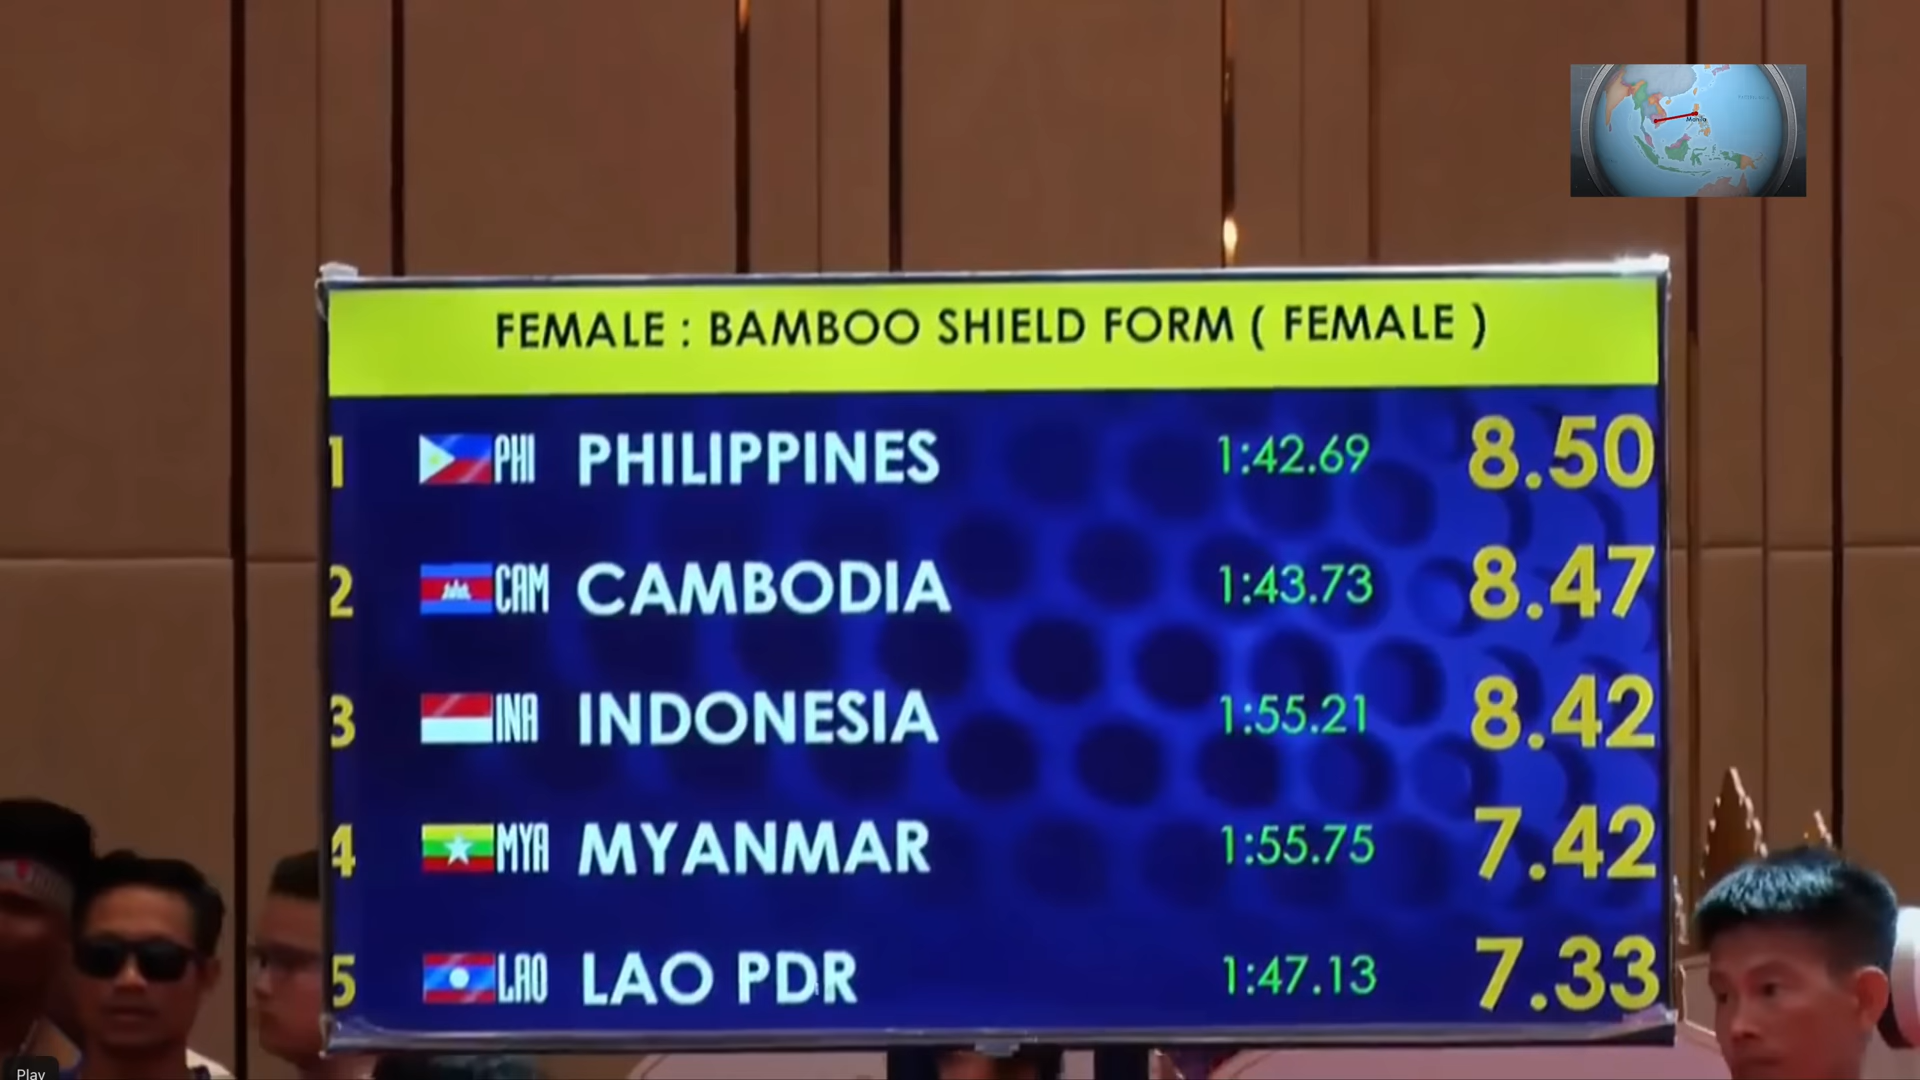 Manila
FEMALE : BAMBOO SHIELD FORM ( FEMALE )
1 PHI PHILIPPINES 1:42.69 8.50
2 CAM CAMBODIA 1:43.73 8.47
3 INA INDONESIA 1:55.21 8.42
4 MYA MYANMAR 1:55.75 7.42
5 LAO LAO PDR 1:47.13 7.33
Play